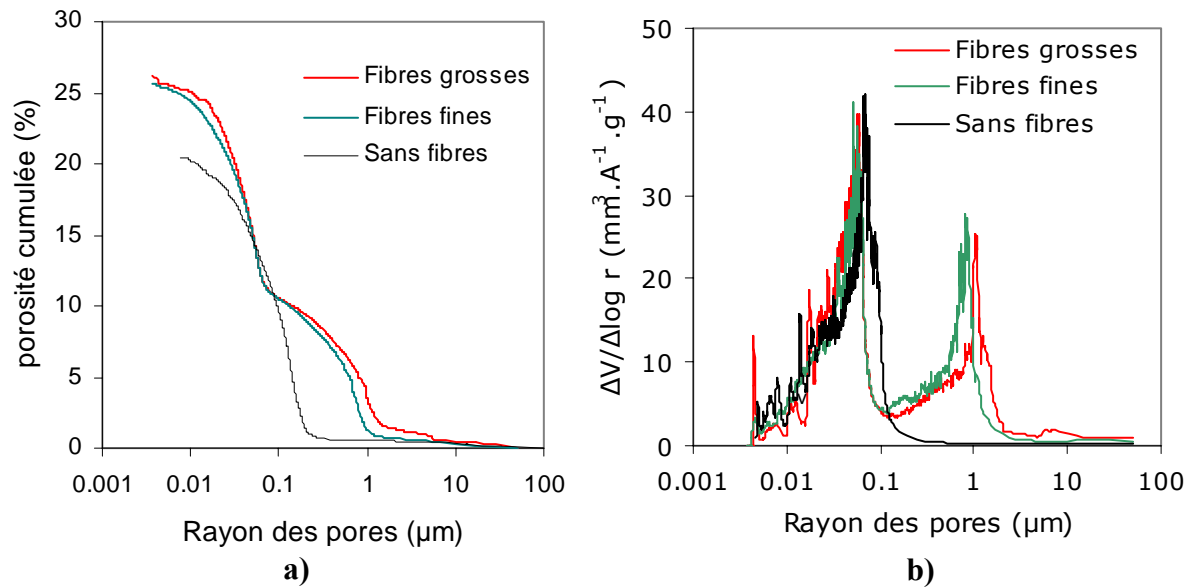 30
25
20
15
10
5
0
porosité cumulée (%)
Fibres grosses
Fibres fines
Sans fibres
0.001 0.01 0.1 1 10 100
Rayon des pores (µm)
a)
50
40
30
20
10
0
ΔV/Δlog r (mm³.A⁻¹.g⁻¹)
Fibres grosses
Fibres fines
Sans fibres
0.001 0.01 0.1 1 10 100
Rayon des pores (µm)
b)